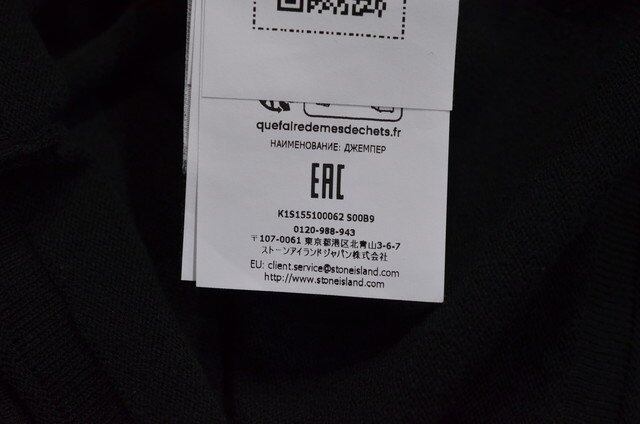 quefairedemesdechets.fr
НАИМЕНОВАНИЕ: ДЖЕМПЕР
EAC
K1S155100062 S00B9
0120-988-943
〒107-0061 東京都港区北青山3-6-7
ストーンアイランドジャパン株式会社
EU: client.service@stoneisland.com
http://www.stoneisland.com